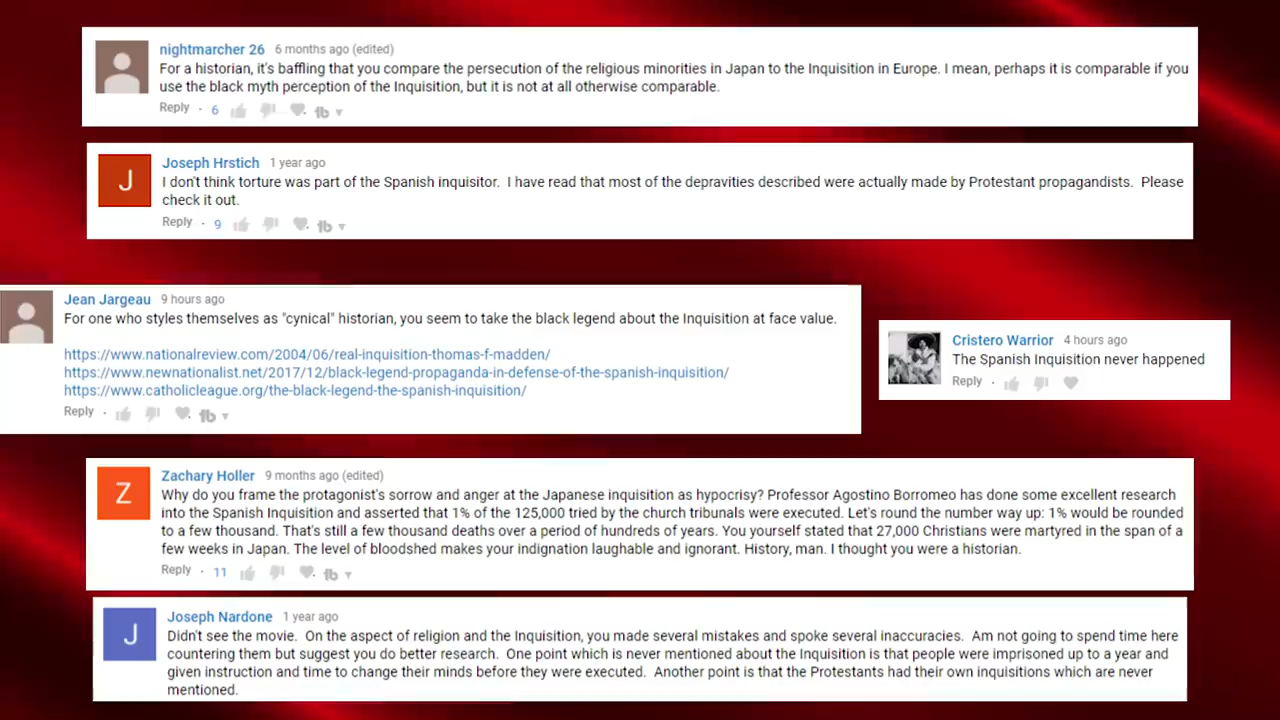 nightmarcher 26 6 months ago (edited)
For a historian, it's baffling that you compare the persecution of the religious minorities in Japan to the Inquisition in Europe. I mean, perhaps it is comparable if you
use the black myth perception of the Inquisition, but it is not at all otherwise comparable.
Reply · 6 tb
J
Joseph Hrstich 1 year ago
I don't think torture was part of the Spanish inquisitor. I have read that most of the depravities described were actually made by Protestant propagandists. Please
check it out.
Reply · 9 tb
Jean Jargeau 9 hours ago
For one who styles themselves as "cynical" historian, you seem to take the black legend about the Inquisition at face value.
https://www.nationalreview.com/2004/06/real-inquisition-thomas-f-madden/
https://www.newnationalist.net/2017/12/black-legend-propaganda-in-defense-of-the-spanish-inquisition/
https://www.catholicleague.org/the-black-legend-the-spanish-inquisition/
Reply · tb
Cristero Warrior 4 hours ago
The Spanish Inquisition never happened
Reply ·
Z
Zachary Holler 9 months ago (edited)
Why do you frame the protagonist's sorrow and anger at the Japanese inquisition as hypocrisy? Professor Agostino Borromeo has done some excellent research
into the Spanish Inquisition and asserted that 1% of the 125,000 tried by the church tribunals were executed. Let's round the number way up: 1% would be rounded
to a few thousand. That's still a few thousand deaths over a period of hundreds of years. You yourself stated that 27,000 Christians were martyred in the span of a
few weeks in Japan. The level of bloodshed makes your indignation laughable and ignorant. History, man. I thought you were a historian.
Reply · 11 tb
J
Joseph Nardone 1 year ago
Didn't see the movie. On the aspect of religion and the Inquisition, you made several mistakes and spoke several inaccuracies. Am not going to spend time here
countering them but suggest you do better research. One point which is never mentioned about the Inquisition is that people were imprisoned up to a year and
given instruction and time to change their minds before they were executed. Another point is that the Protestants had their own inquisitions which are never
mentioned.